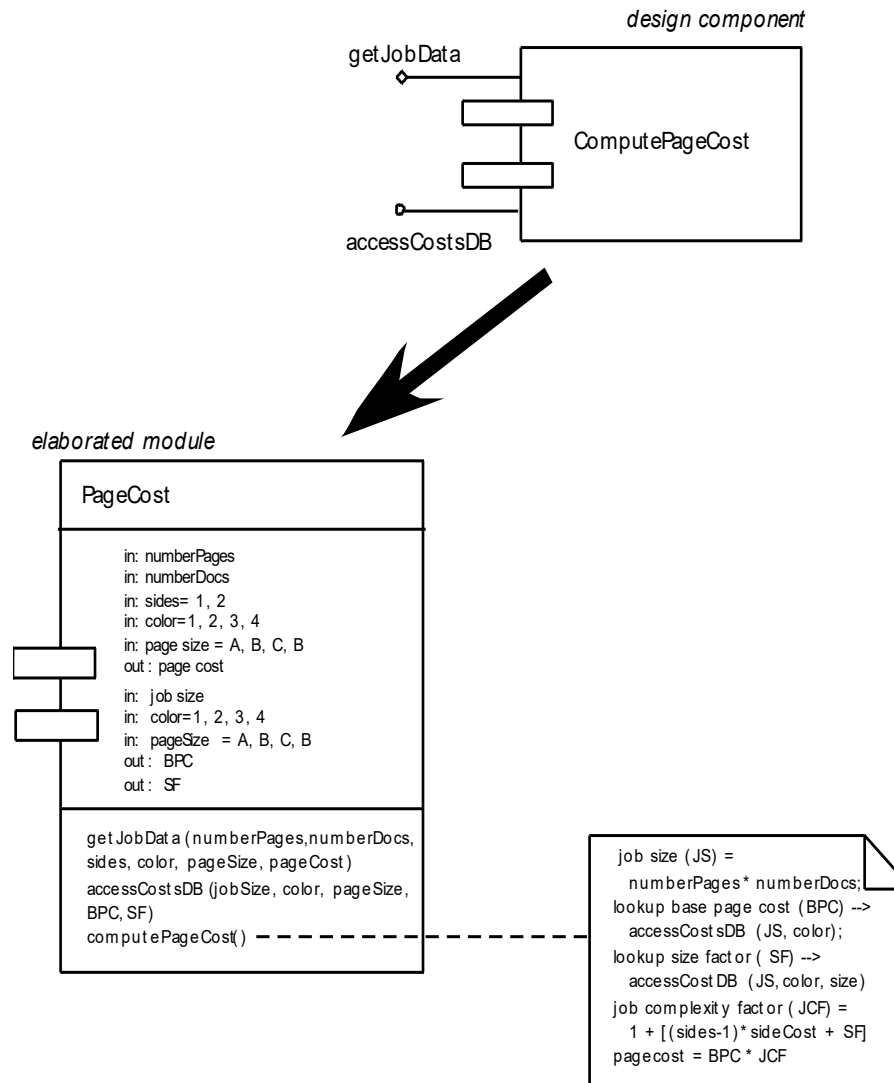 design component
getJobData
ComputePageCost
accessCostsDB
elaborated module
PageCost
in: numberPages
in: numberDocs
in: sides= 1, 2
in: color=1, 2, 3, 4
in: page size = A, B, C, B
out: page cost
in: job size
in: color=1, 2, 3, 4
in: pageSize = A, B, C, B
out: BPC
out: SF
getJobData (numberPages,numberDocs,
sides, color, pageSize, pageCost)
accessCostsDB (jobSize, color, pageSize,
BPC, SF)
computePageCost()
job size (JS) =
numberPages* numberDocs;
lookup base page cost (BPC) -->
accessCostsDB (JS, color);
lookup size factor ( SF) -->
accessCostDB (JS, color, size)
job complexity factor ( JCF) =
1 + [(sides-1)* sideCost + SF]
pagecost = BPC * JCF